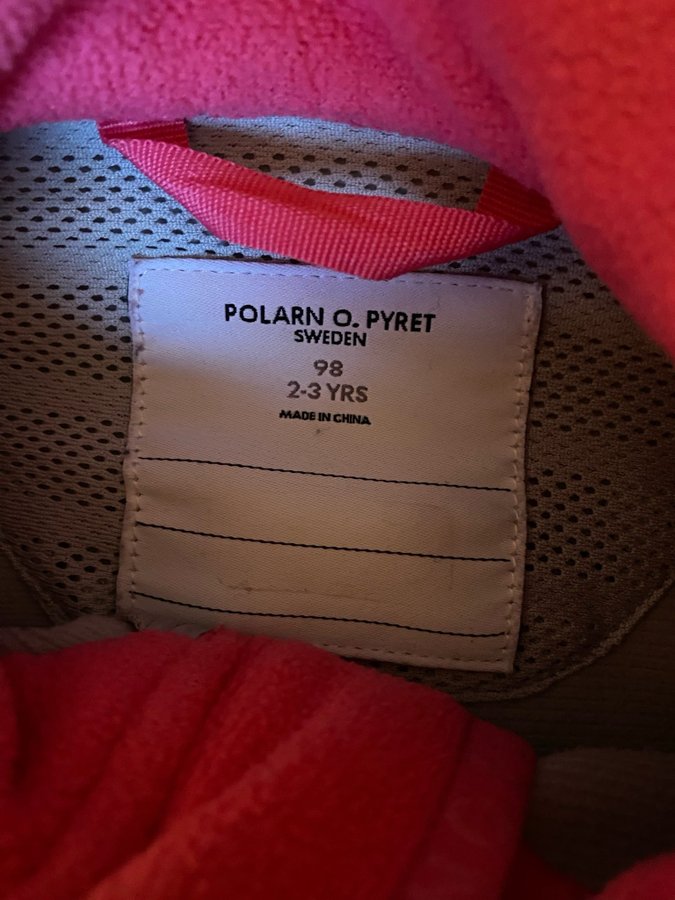 POLARN O. PYRET
SWEDEN
98
2-3 YRS
MADE IN CHINA